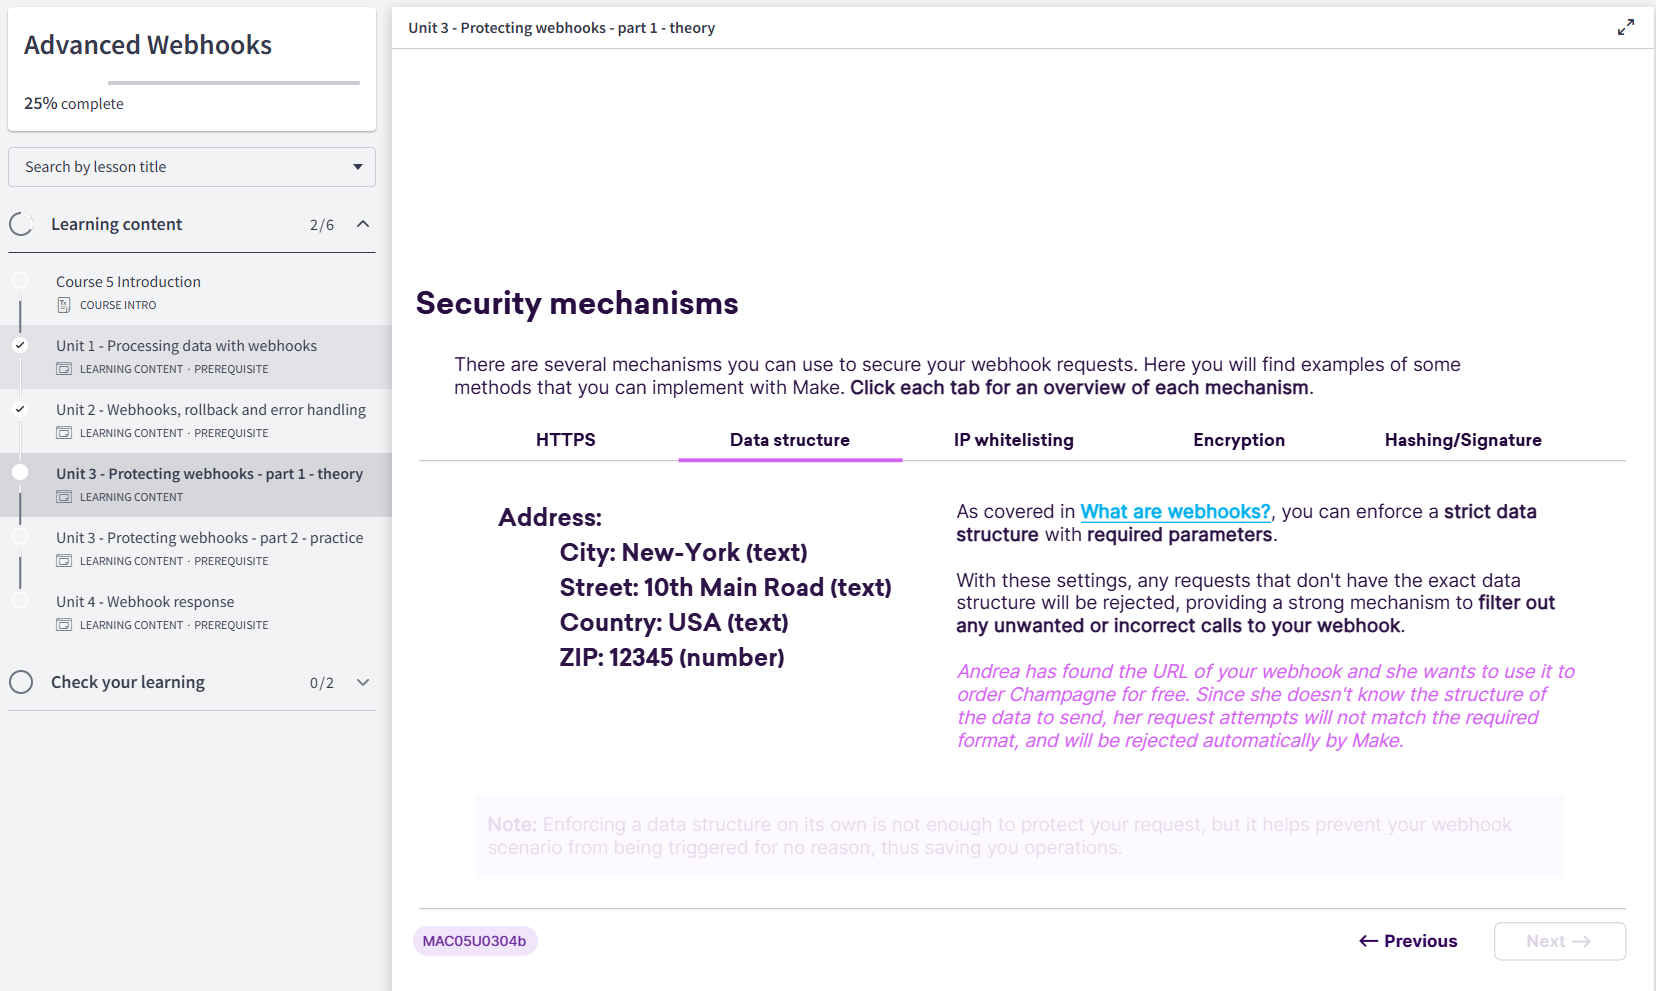 Advanced Webhooks
25% complete
Search by lesson title
Learning content 2/6
Course 5 Introduction
COURSE INTRO
Unit 1 - Processing data with webhooks
LEARNING CONTENT · PREREQUISITE
Unit 2 - Webhooks, rollback and error handling
LEARNING CONTENT · PREREQUISITE
Unit 3 - Protecting webhooks - part 1 - theory
LEARNING CONTENT
Unit 3 - Protecting webhooks - part 2 - practice
LEARNING CONTENT · PREREQUISITE
Unit 4 - Webhook response
LEARNING CONTENT · PREREQUISITE
Check your learning 0/2
Unit 3 - Protecting webhooks - part 1 - theory
Security mechanisms
There are several mechanisms you can use to secure your webhook requests. Here you will find examples of some
methods that you can implement with Make. Click each tab for an overview of each mechanism.
HTTPS Data structure IP whitelisting Encryption Hashing/Signature
Address:
City: New-York (text)
Street: 10th Main Road (text)
Country: USA (text)
ZIP: 12345 (number)
As covered in What are webhooks?, you can enforce a strict data
structure with required parameters.
With these settings, any requests that don't have the exact data
structure will be rejected, providing a strong mechanism to filter out
any unwanted or incorrect calls to your webhook.
Andrea has found the URL of your webhook and she wants to use it to
order Champagne for free. Since she doesn't know the structure of
the data to send, her request attempts will not match the required
format, and will be rejected automatically by Make.
Note: Enforcing a data structure on its own is not enough to protect your request, but it helps prevent your webhook
scenario from being triggered for no reason, thus saving you operations.
MAC05U0304b
← Previous
Next →